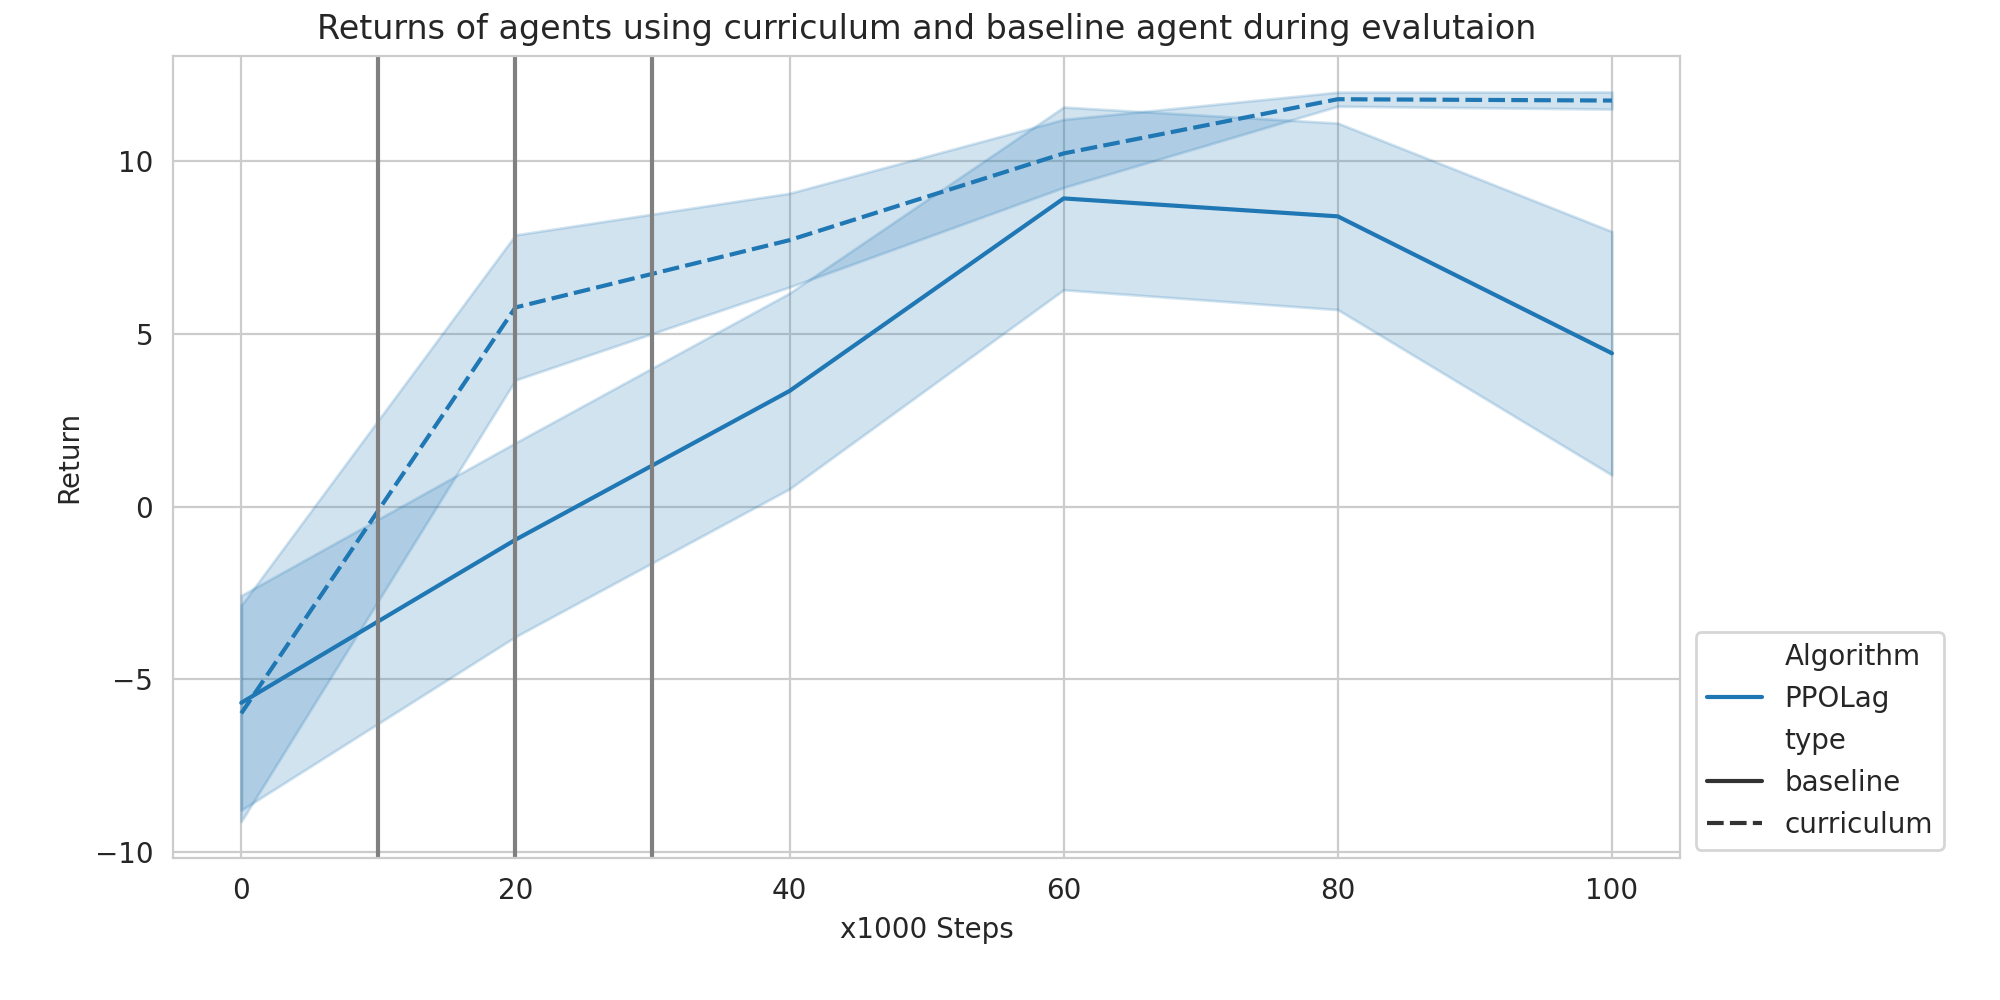 Returns of agents using curriculum and baseline agent during evalutaion
10
5
0
−5
−10
Return
0 20 40 60 80 100
x1000 Steps
Algorithm
PPOLag
type
baseline
curriculum